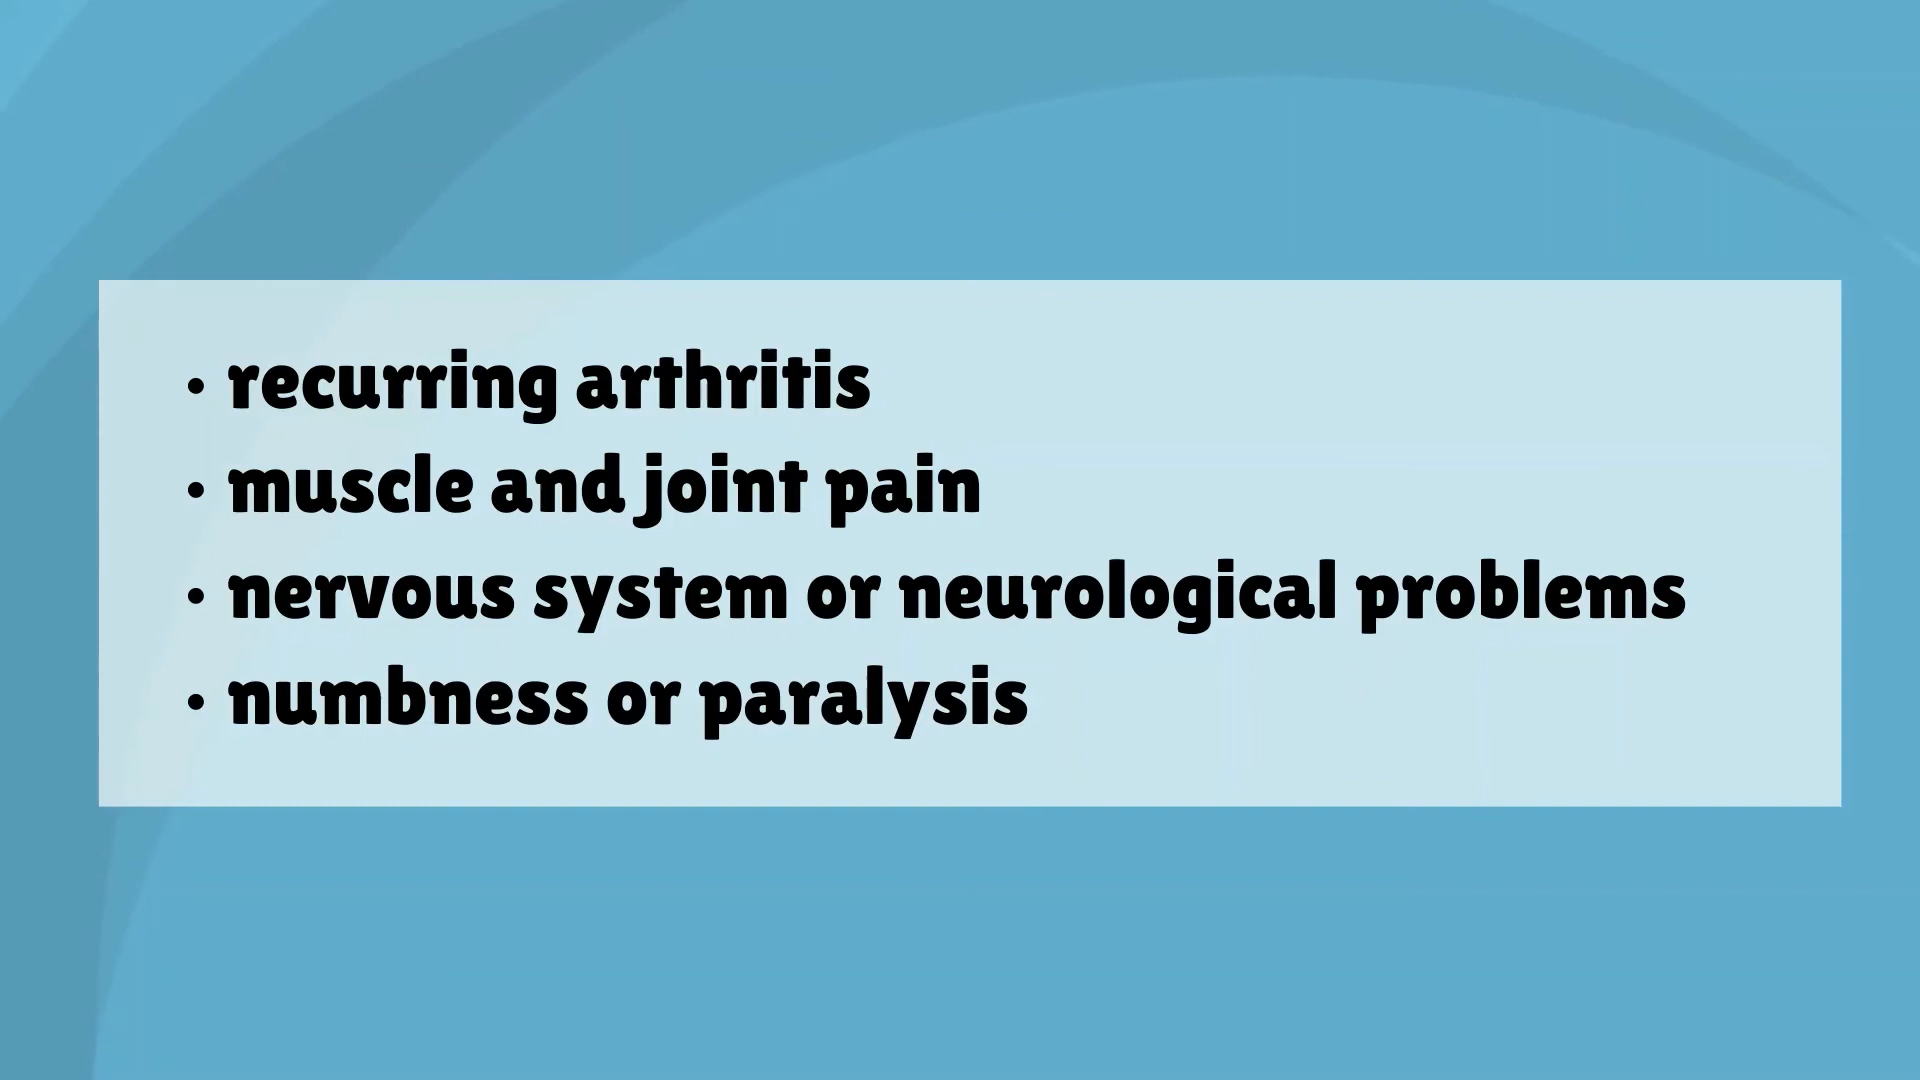 • recurring arthritis
• muscle and joint pain
• nervous system or neurological problems
• numbness or paralysis